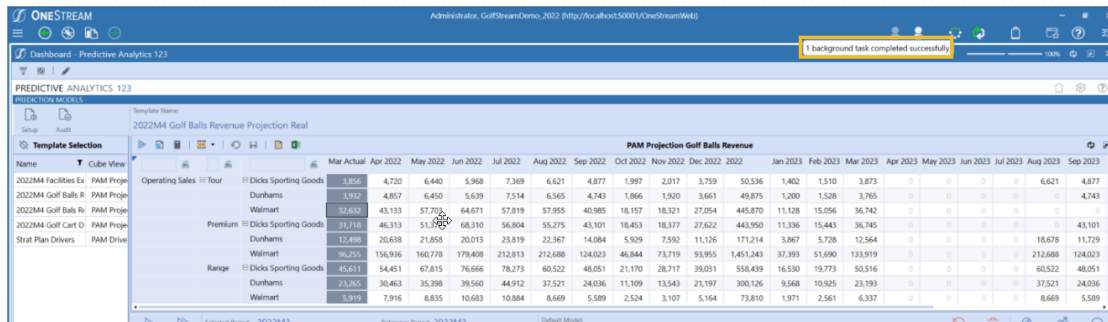 ONESTREAM
Administrator, GolfStreamDemo_2022 (http://localhost:50001/OneStreamWeb)
1 background task completed successfully
Dashboard - Predictive Analytics 123
100%
PREDICTIVE ANALYTICS 123
PREDICTION MODELS
Setup Audit
Template Name:
2022M4 Golf Balls Revenue Projection Real
Template Selection
PAM Projection Golf Balls Revenue
Name Cube View
2022M4 Facilities Ex PAM Proje
2022M4 Golf Balls R PAM Proje
2022M4 Golf Bals R PAM Proje
2022M4 Golf Cart D PAM Proje
Strat Plan Drivers PAM Drive
Mar Actual Apr 2022 May 2022 Jun 2022 Jul 2022 Aug 2022 Sep 2022 Oct 2022 Nov 2022 Dec 2022 2022 Jan 2023 Feb 2023 Mar 2023 Apr 2023 May 2023 Jun 2023 Jul 2023 Aug 2023 Sep 2023
Operating Sales Tour Dicks Sporting Goods 3,856 4,720 6,440 5,968 7,369 6,621 4,877 1,997 2,017 3,759 50,536 1,402 1,510 3,873 0 0 0 0 6,621 4,877
Dunhams 3,932 4,857 6,450 5,639 7,514 6,565 4,743 1,866 1,920 3,661 49,875 1,200 1,528 3,765 0 0 0 0 0 4,743
Walmart 32,632 43,133 64,671 57,819 57,955 40,985 18,157 18,321 27,054 445,870 11,128 15,056 36,742 0 0 0 0 0 0
Premium Dicks Sporting Goods 31,718 46,313 68,310 56,804 55,275 43,101 18,453 18,377 27,622 443,950 11,336 15,443 36,745 0 0 0 0 0 43,101
Dunhams 12,498 20,638 21,858 20,013 23,819 22,367 14,084 5,929 7,592 11,126 171,214 3,867 5,728 12,564 0 0 0 0 18,678 11,729
Walmart 96,255 156,936 160,778 179,408 212,813 212,688 124,023 46,844 73,719 93,955 1,451,243 37,393 51,690 133,919 0 0 0 0 212,688 124,023
Range Dicks Sporting Goods 45,611 54,451 67,815 76,666 78,273 60,522 48,051 21,170 28,717 39,031 558,439 16,530 19,773 50,516 0 0 0 0 60,522 48,051
Dunhams 23,265 30,463 35,398 39,560 44,912 37,521 24,036 11,109 13,543 21,197 300,126 9,568 10,925 23,193 0 0 0 0 37,521 24,036
Walmart 5,919 7,916 8,835 10,683 10,884 8,669 5,589 2,524 3,107 5,164 73,810 1,971 2,561 6,337 0 0 0 0 8,669 5,589
2022M3 2022M3 Default Model